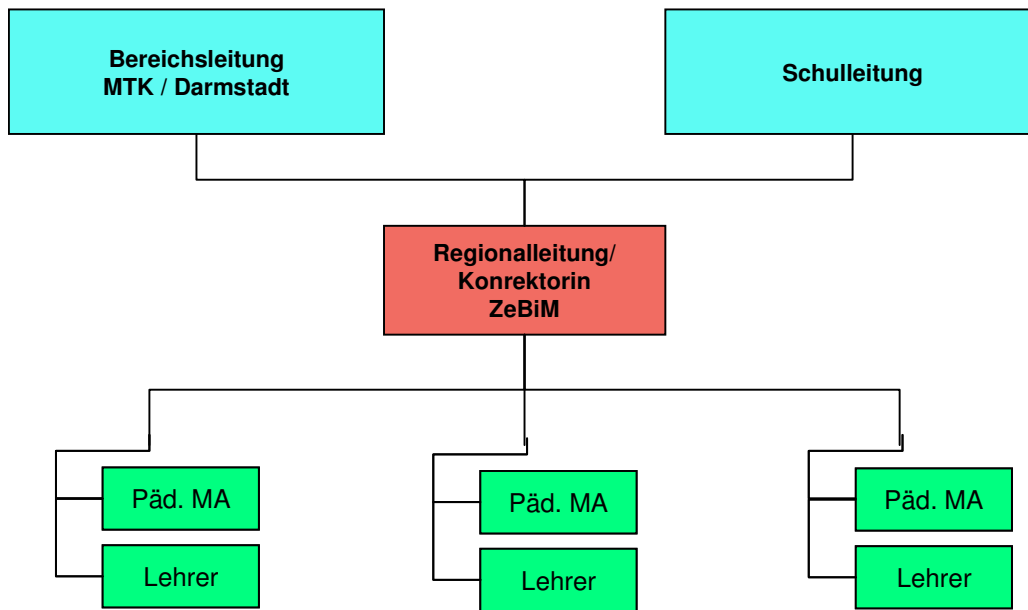 Bereichsleitung
MTK / Darmstadt
Schulleitung
Regionalleitung/
Konrektorin
ZeBiM
Päd. MA
Päd. MA
Päd. MA
Lehrer
Lehrer
Lehrer